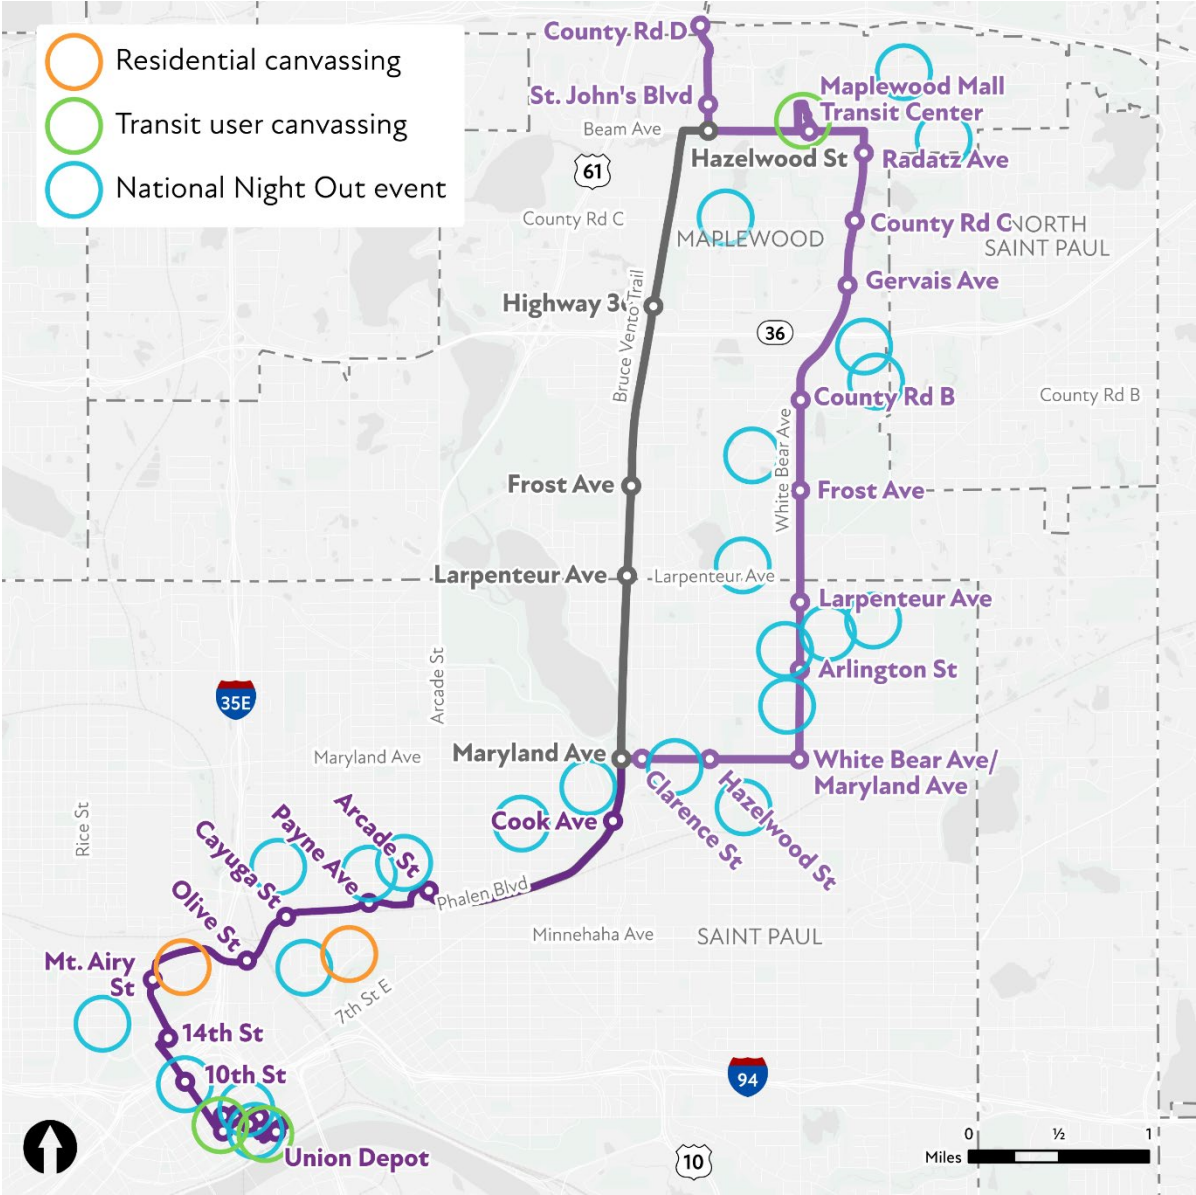 Residential canvassing
Transit user canvassing
National Night Out event
County Rd D
St. John's Blvd
Beam Ave
Hazelwood St
Maplewood Mall
Transit Center
Radatz Ave
61
County Rd C
MAPLEWOOD
County Rd C
NORTH
SAINT PAUL
Gervais Ave
Highway 36
Bruce Vento Trail
36
County Rd B
County Rd B
White Bear Ave
Frost Ave
Frost Ave
Larpenteur Ave
Larpenteur Ave
Larpenteur Ave
Arlington St
35E
Arcade St
Maryland Ave
Maryland Ave
White Bear Ave/
Maryland Ave
Clarence St
Hazelwood St
Rice St
Cook Ave
Arcade St
Payne Ave
Cayuga St
Olive St
Phalen Blvd
Minnehaha Ave
SAINT PAUL
Mt. Airy
St
7th St E
14th St
10th St
94
Union Depot
10
0
½
1
Miles